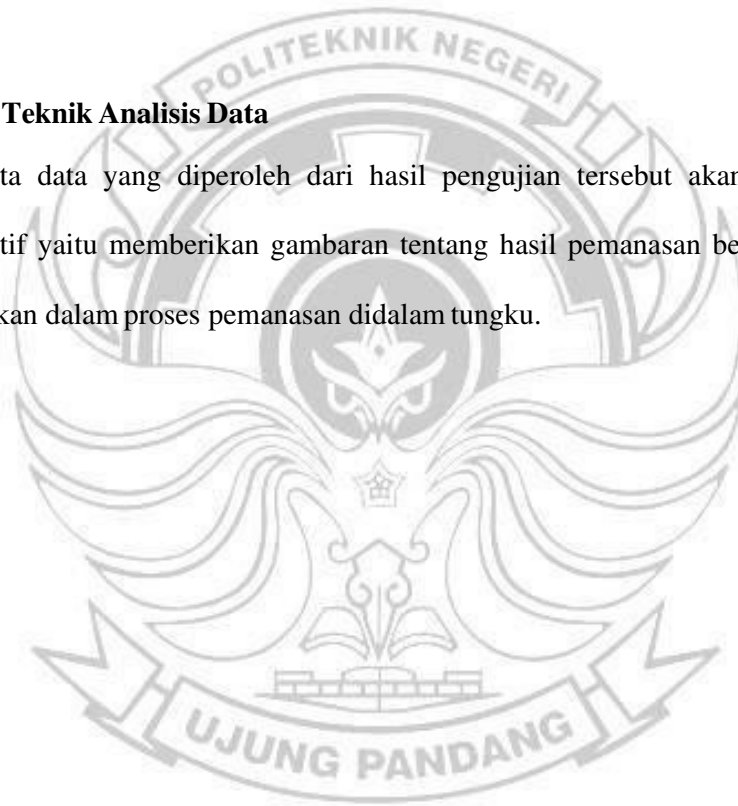 POLITEKNIK NEGERI
Teknik Analisis Data
ta data yang diperoleh dari hasil pengujian tersebut akan
tif yaitu memberikan gambaran tentang hasil pemanasan be
kan dalam proses pemanasan didalam tungku.
UJUNG PANDANG